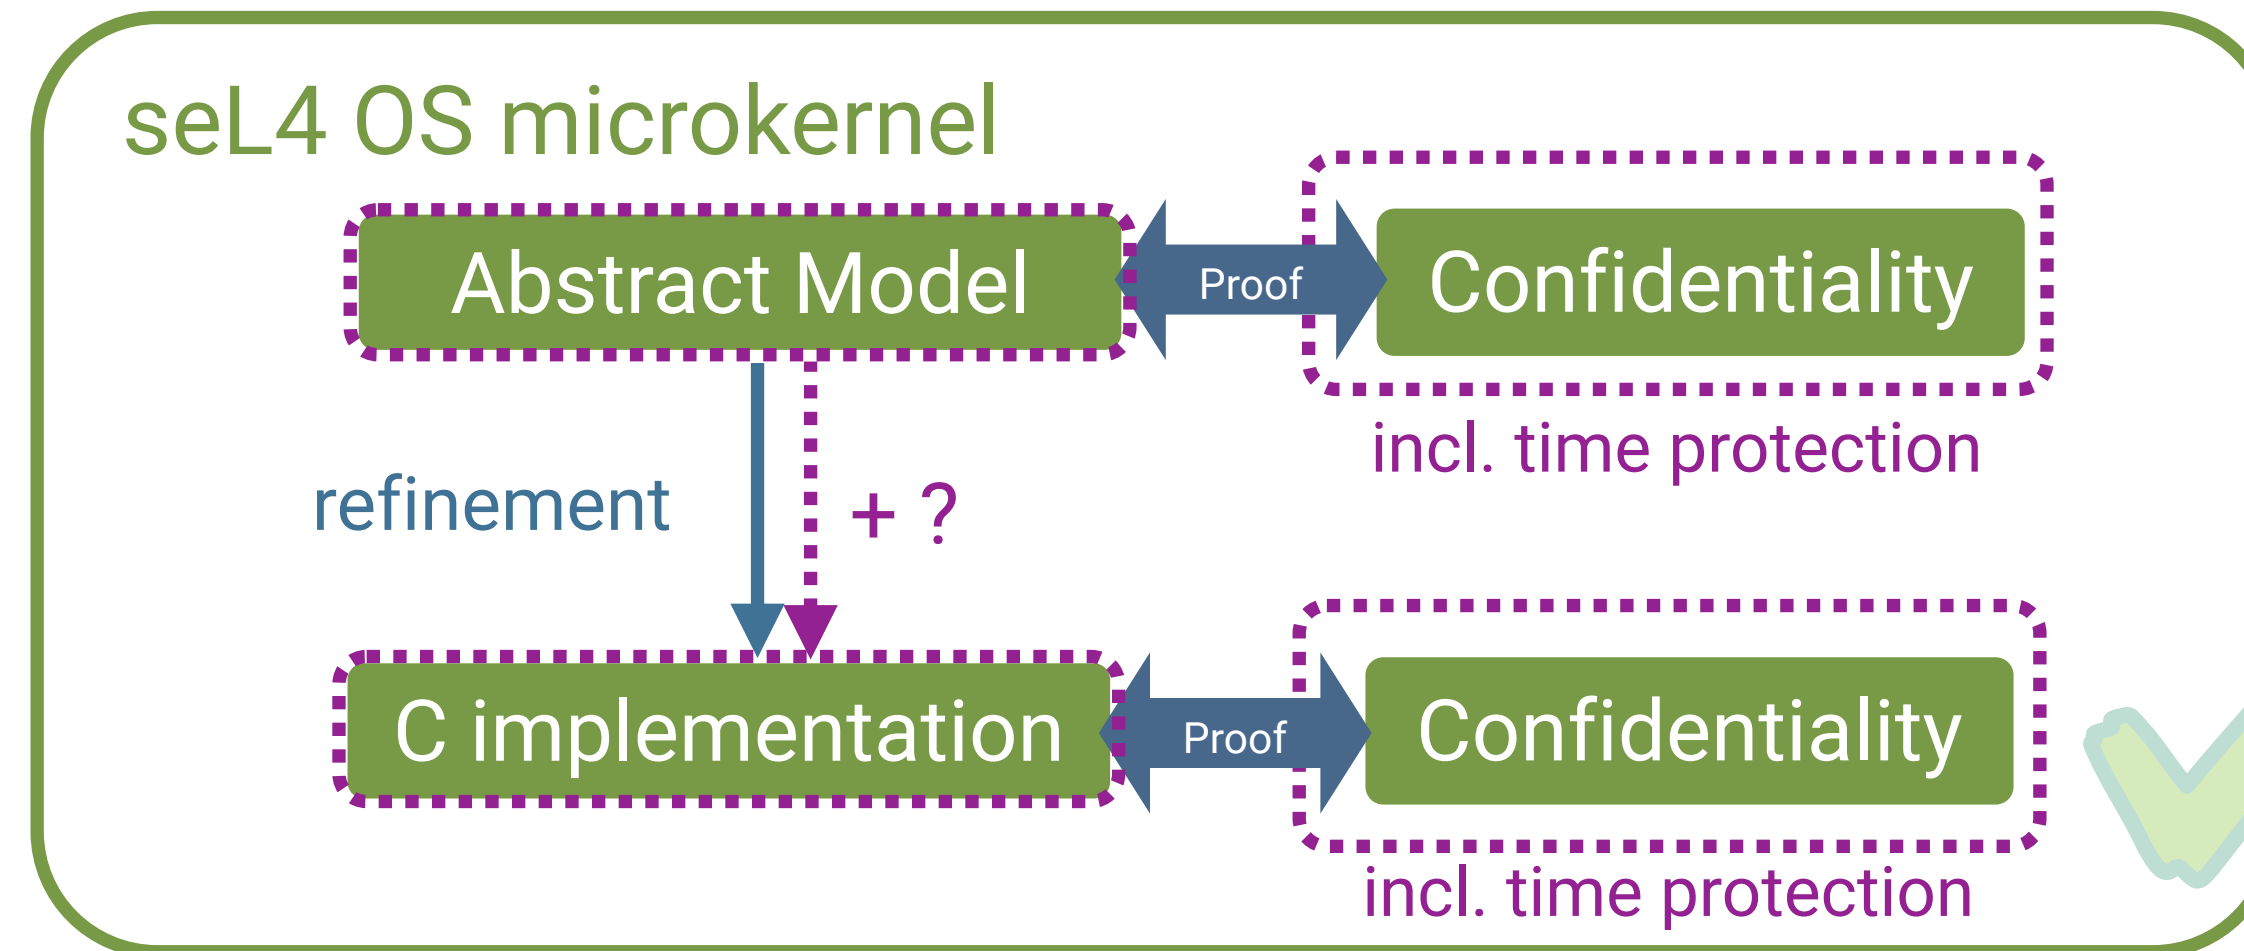 seL4 OS microkernel
Abstract Model
Proof
Confidentiality
incl. time protection
refinement
+ ?
C implementation
Proof
Confidentiality
incl. time protection